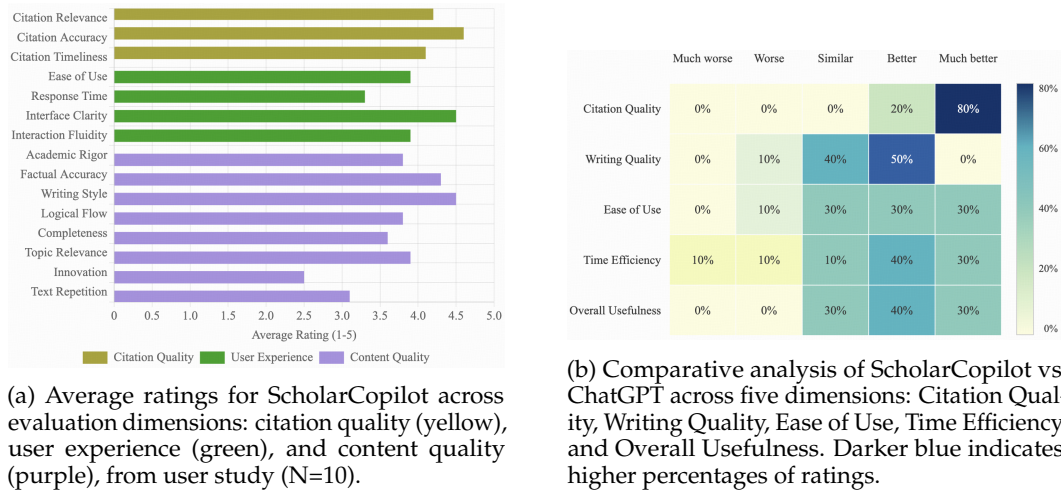 Citation Relevance
Citation Accuracy
Citation Timeliness
Ease of Use
Response Time
Interface Clarity
Interaction Fluidity
Academic Rigor
Factual Accuracy
Writing Style
Logical Flow
Completeness
Topic Relevance
Innovation
Text Repetition
0 0.5 1.0 1.5 2.0 2.5 3.0 3.5 4.0 4.5 5.0
Average Rating (1-5)
Citation Quality User Experience Content Quality
(a) Average ratings for ScholarCopilot across
evaluation dimensions: citation quality (yellow),
user experience (green), and content quality
(purple), from user study (N=10).
Much worse Worse Similar Better Much better
Citation Quality 0% 0% 0% 20% 80%
Writing Quality 0% 10% 40% 50% 0%
Ease of Use 0% 10% 30% 30% 30%
Time Efficiency 10% 10% 10% 40% 30%
Overall Usefulness 0% 0% 30% 40% 30%
80%
60%
40%
20%
0%
(b) Comparative analysis of ScholarCopilot vs
ChatGPT across five dimensions: Citation Qual-
ity, Writing Quality, Ease of Use, Time Efficiency
and Overall Usefulness. Darker blue indicates
higher percentages of ratings.